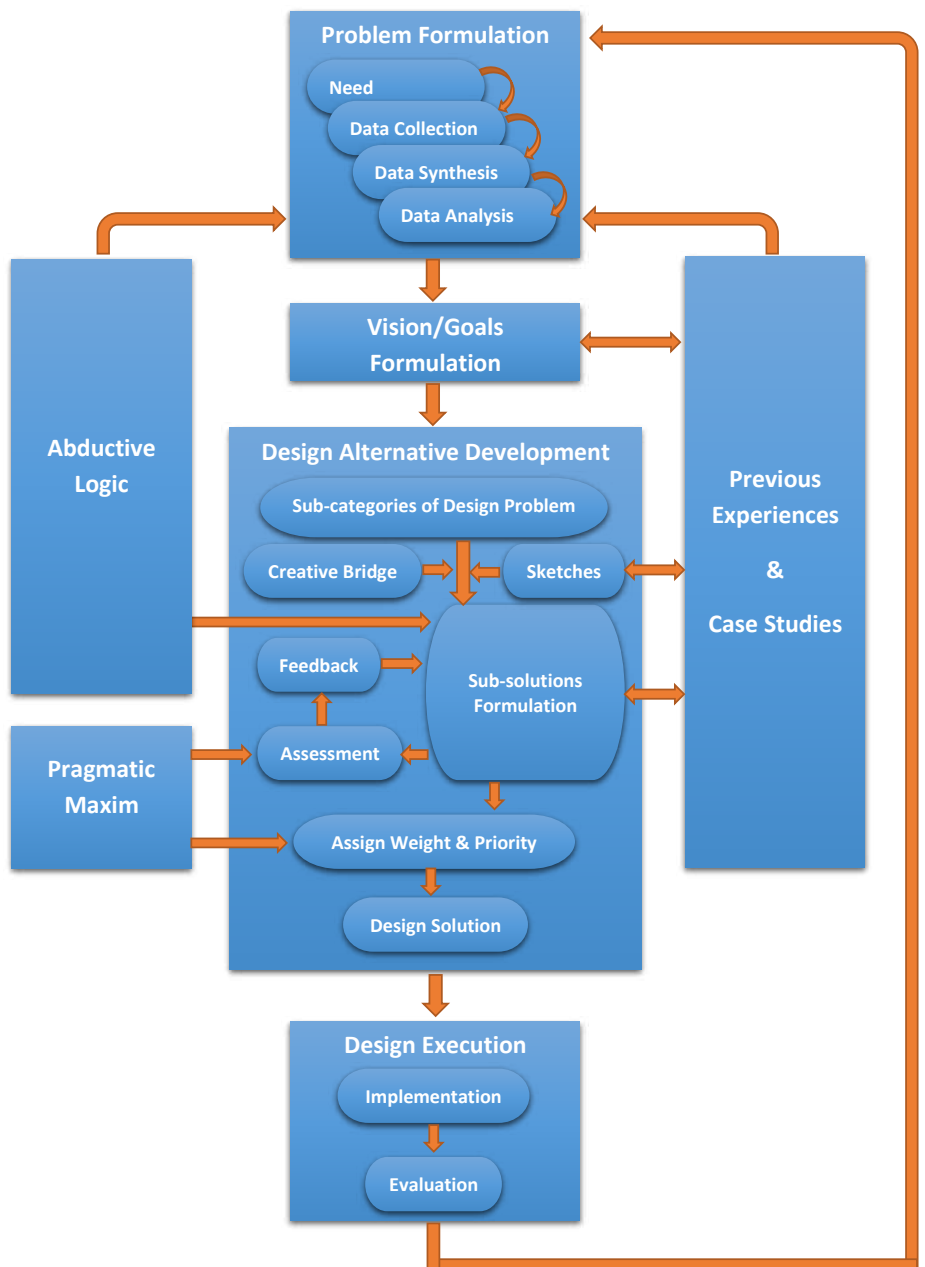 Problem Formulation
Need
Data Collection
Data Synthesis
Data Analysis
Vision/Goals
Formulation
Abductive
Logic
Previous
Experiences
&
Case Studies
Design Alternative Development
Sub-categories of Design Problem
Creative Bridge
Sketches
Feedback
Sub-solutions
Formulation
Assessment
Pragmatic
Maxim
Assign Weight & Priority
Design Solution
Design Execution
Implementation
Evaluation